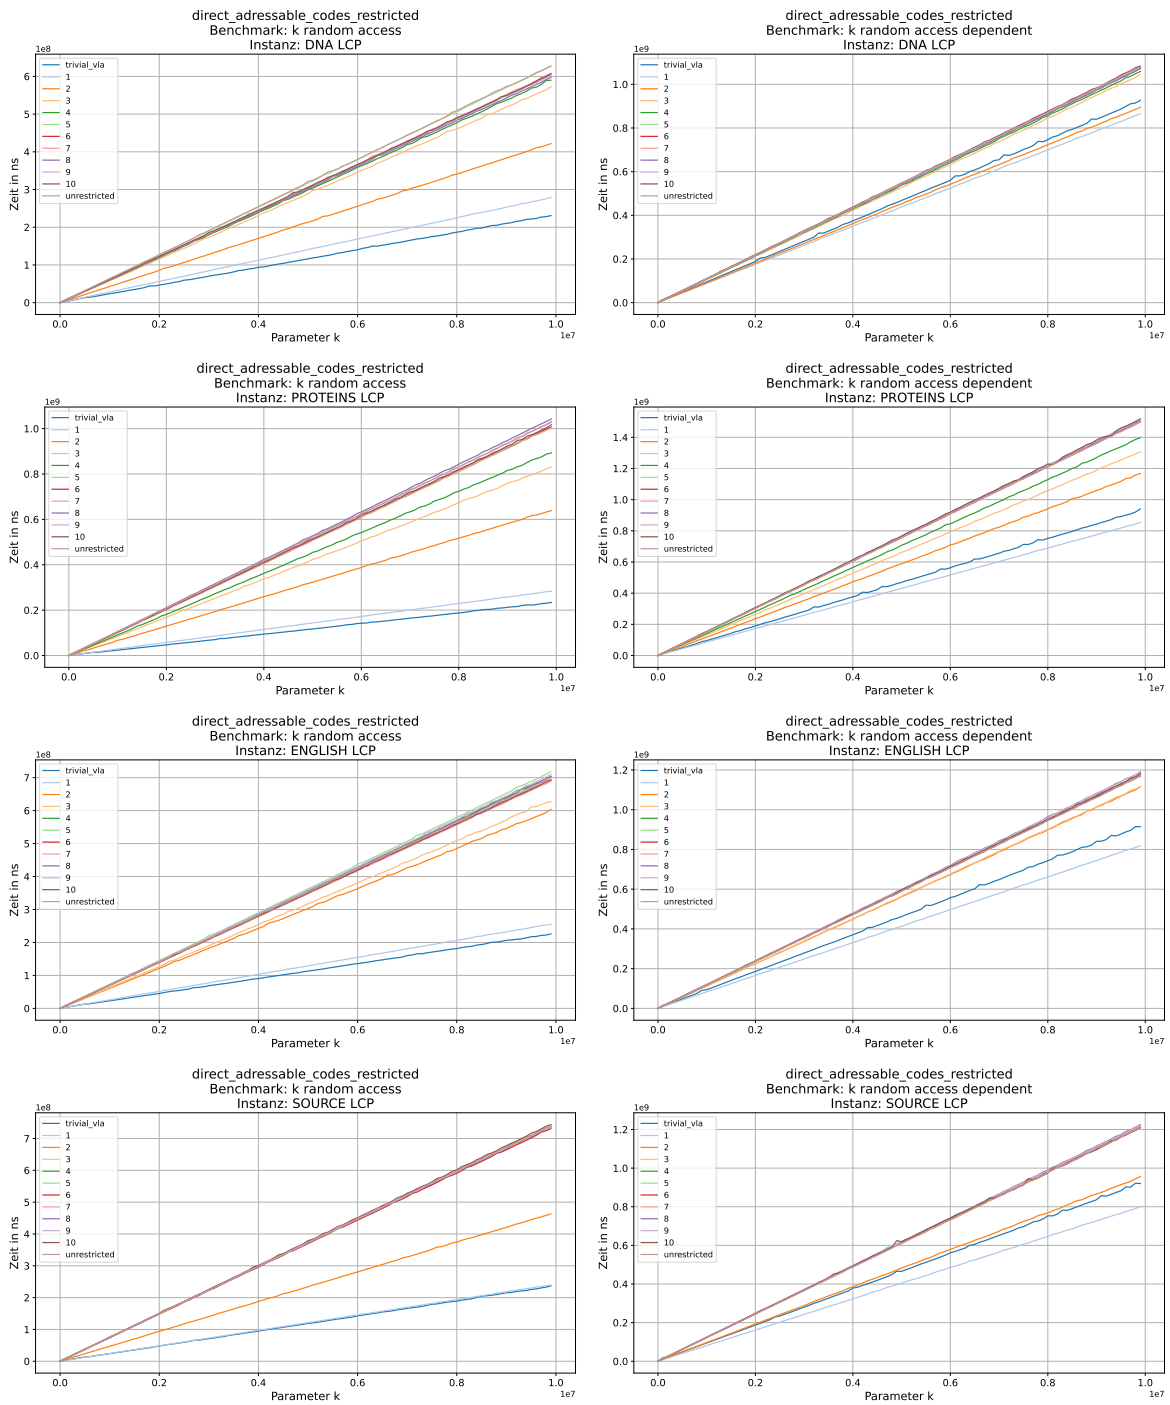 direct_adressable_codes_restricted
Benchmark: k random access
Instanz: DNA LCP
1e8
6
5
4
3
2
1
0
Zeit in ns
trivial_vla
1
2
3
4
5
6
7
8
9
10
unrestricted
0.0 0.2 0.4 0.6 0.8 1.0
1e7
Parameter k
direct_adressable_codes_restricted
Benchmark: k random access dependent
Instanz: DNA LCP
1e9
1.0
0.8
0.6
0.4
0.2
0.0
Zeit in ns
trivial_vla
1
2
3
4
5
6
7
8
9
10
unrestricted
0.0 0.2 0.4 0.6 0.8 1.0
1e7
Parameter k
direct_adressable_codes_restricted
Benchmark: k random access
Instanz: PROTEINS LCP
1e9
1.0
0.8
0.6
0.4
0.2
0.0
Zeit in ns
trivial_vla
1
2
3
4
5
6
7
8
9
10
unrestricted
0.0 0.2 0.4 0.6 0.8 1.0
1e7
Parameter k
direct_adressable_codes_restricted
Benchmark: k random access dependent
Instanz: PROTEINS LCP
1e9
1.4
1.2
1.0
0.8
0.6
0.4
0.2
0.0
Zeit in ns
trivial_vla
1
2
3
4
5
6
7
8
9
10
unrestricted
0.0 0.2 0.4 0.6 0.8 1.0
1e7
Parameter k
direct_adressable_codes_restricted
Benchmark: k random access
Instanz: ENGLISH LCP
1e8
7
6
5
4
3
2
1
0
Zeit in ns
trivial_vla
1
2
3
4
5
6
7
8
9
10
unrestricted
0.0 0.2 0.4 0.6 0.8 1.0
1e7
Parameter k
direct_adressable_codes_restricted
Benchmark: k random access dependent
Instanz: ENGLISH LCP
1e9
1.2
1.0
0.8
0.6
0.4
0.2
0.0
Zeit in ns
trivial_vla
1
2
3
4
5
6
7
8
9
10
unrestricted
0.0 0.2 0.4 0.6 0.8 1.0
1e7
Parameter k
direct_adressable_codes_restricted
Benchmark: k random access
Instanz: SOURCE LCP
1e8
7
6
5
4
3
2
1
0
Zeit in ns
trivial_vla
1
2
3
4
5
6
7
8
9
10
unrestricted
0.0 0.2 0.4 0.6 0.8 1.0
1e7
Parameter k
direct_adressable_codes_restricted
Benchmark: k random access dependent
Instanz: SOURCE LCP
1e9
1.2
1.0
0.8
0.6
0.4
0.2
0.0
Zeit in ns
trivial_vla
1
2
3
4
5
6
7
8
9
10
unrestricted
0.0 0.2 0.4 0.6 0.8 1.0
1e7
Parameter k